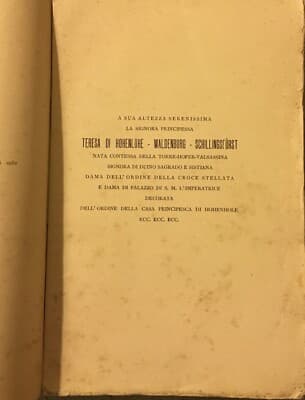 A SUA ALTEZZA SERENISSIMA
LA SIGNORA PRINCIPESSA
TERESA DI HOHENLOHE - WALDENBURG - SCHILLINGSFÜRST
NATA CONTESSA DELLA TORRE-HOFER-VALSASSINA
SIGNORA DI DUINO SAGRADO E SISTIANA
DAMA DELL'ORDINE DELLA CROCE STELLATA
E DAMA DI PALAZZO DI S. M. L'IMPERATRICE
DECORATA
DELL'ORDINE DELLA CASA PRINCIPESCA DI HOHENHOLE,
ECC. ECC. ECC.